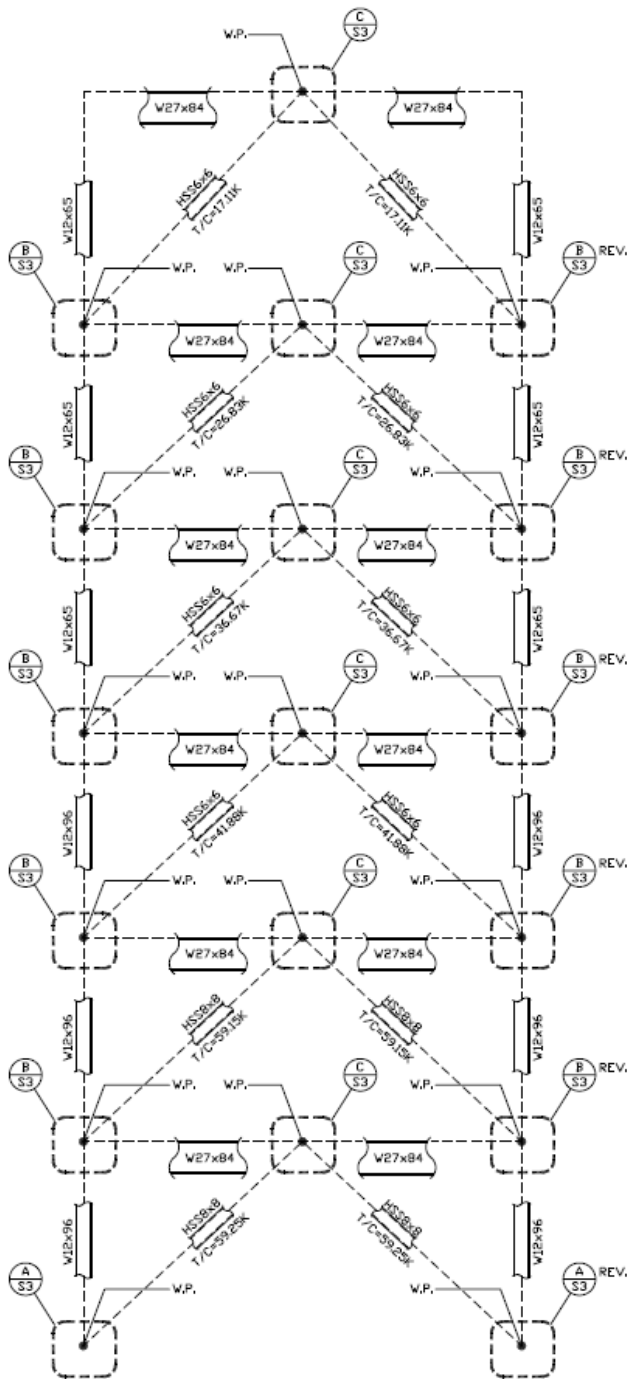 C
W.P. S3
W27x84 W27x84
HSS6x6 HSS6x6
T/C=17.11K T/C=17.11K
W12x65 W12x65
B C B REV.
S3 W.P. W.P. S3 W.P. S3
W27x84 W27x84
HSS6x6 HSS6x6
T/C=26.83K T/C=26.83K
W12x65 W12x65
B C B REV.
S3 W.P. W.P. S3 W.P. S3
W27x84 W27x84
HSS6x6 HSS6x6
T/C=36.67K T/C=36.67K
W12x65 W12x65
B C B REV.
S3 W.P. W.P. S3 W.P. S3
W27x84 W27x84
HSS6x6 HSS6x6
T/C=41.88K T/C=41.88K
W12x96 W12x96
B C B REV.
S3 W.P. W.P. S3 W.P. S3
W27x84 W27x84
HSS8x8 HSS8x8
T/C=59.15K T/C=59.15K
W12x96 W12x96
B C B REV.
S3 W.P. W.P. S3 W.P. S3
W27x84 W27x84
HSS8x8 HSS8x8
T/C=59.25K T/C=59.25K
W12x96 W12x96
A A REV.
S3 W.P. W.P. S3